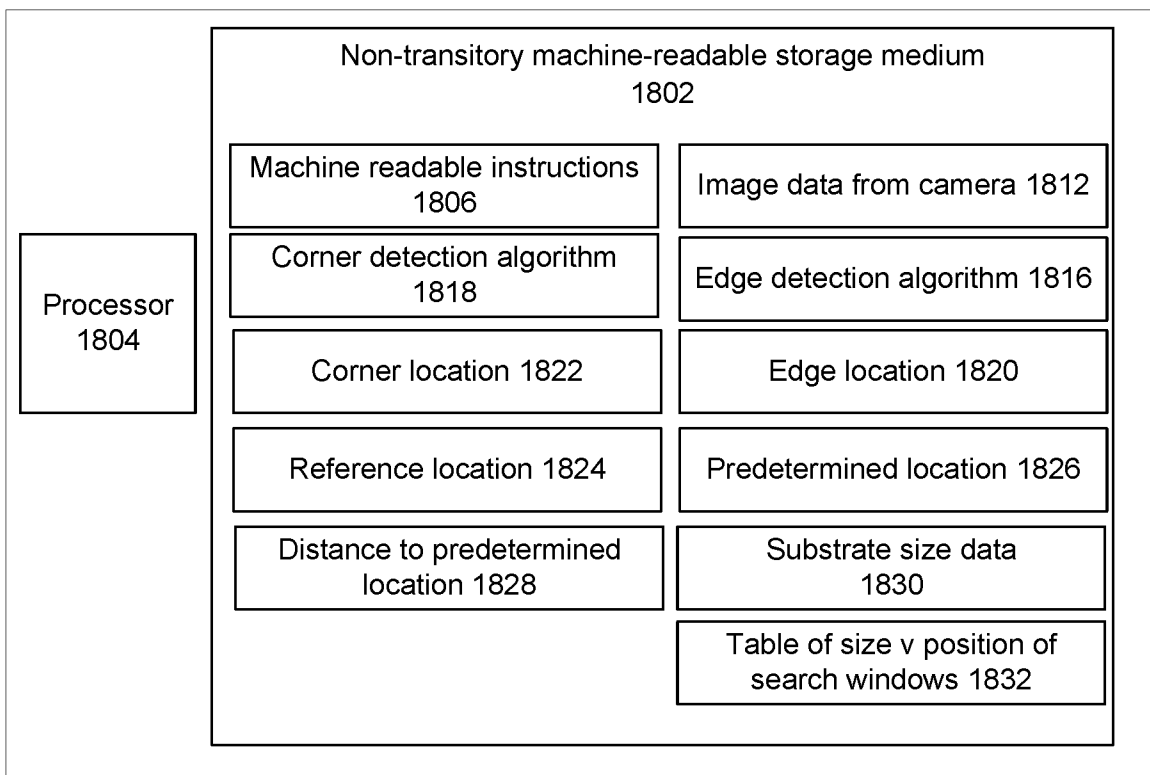 Non-transitory machine-readable storage medium
1802
Machine readable instructions
1806
Image data from camera 1812
Corner detection algorithm
1818
Edge detection algorithm 1816
Processor
1804
Corner location 1822
Edge location 1820
Reference location 1824
Predetermined location 1826
Distance to predetermined
location 1828
Substrate size data
1830
Table of size v position of
search windows 1832